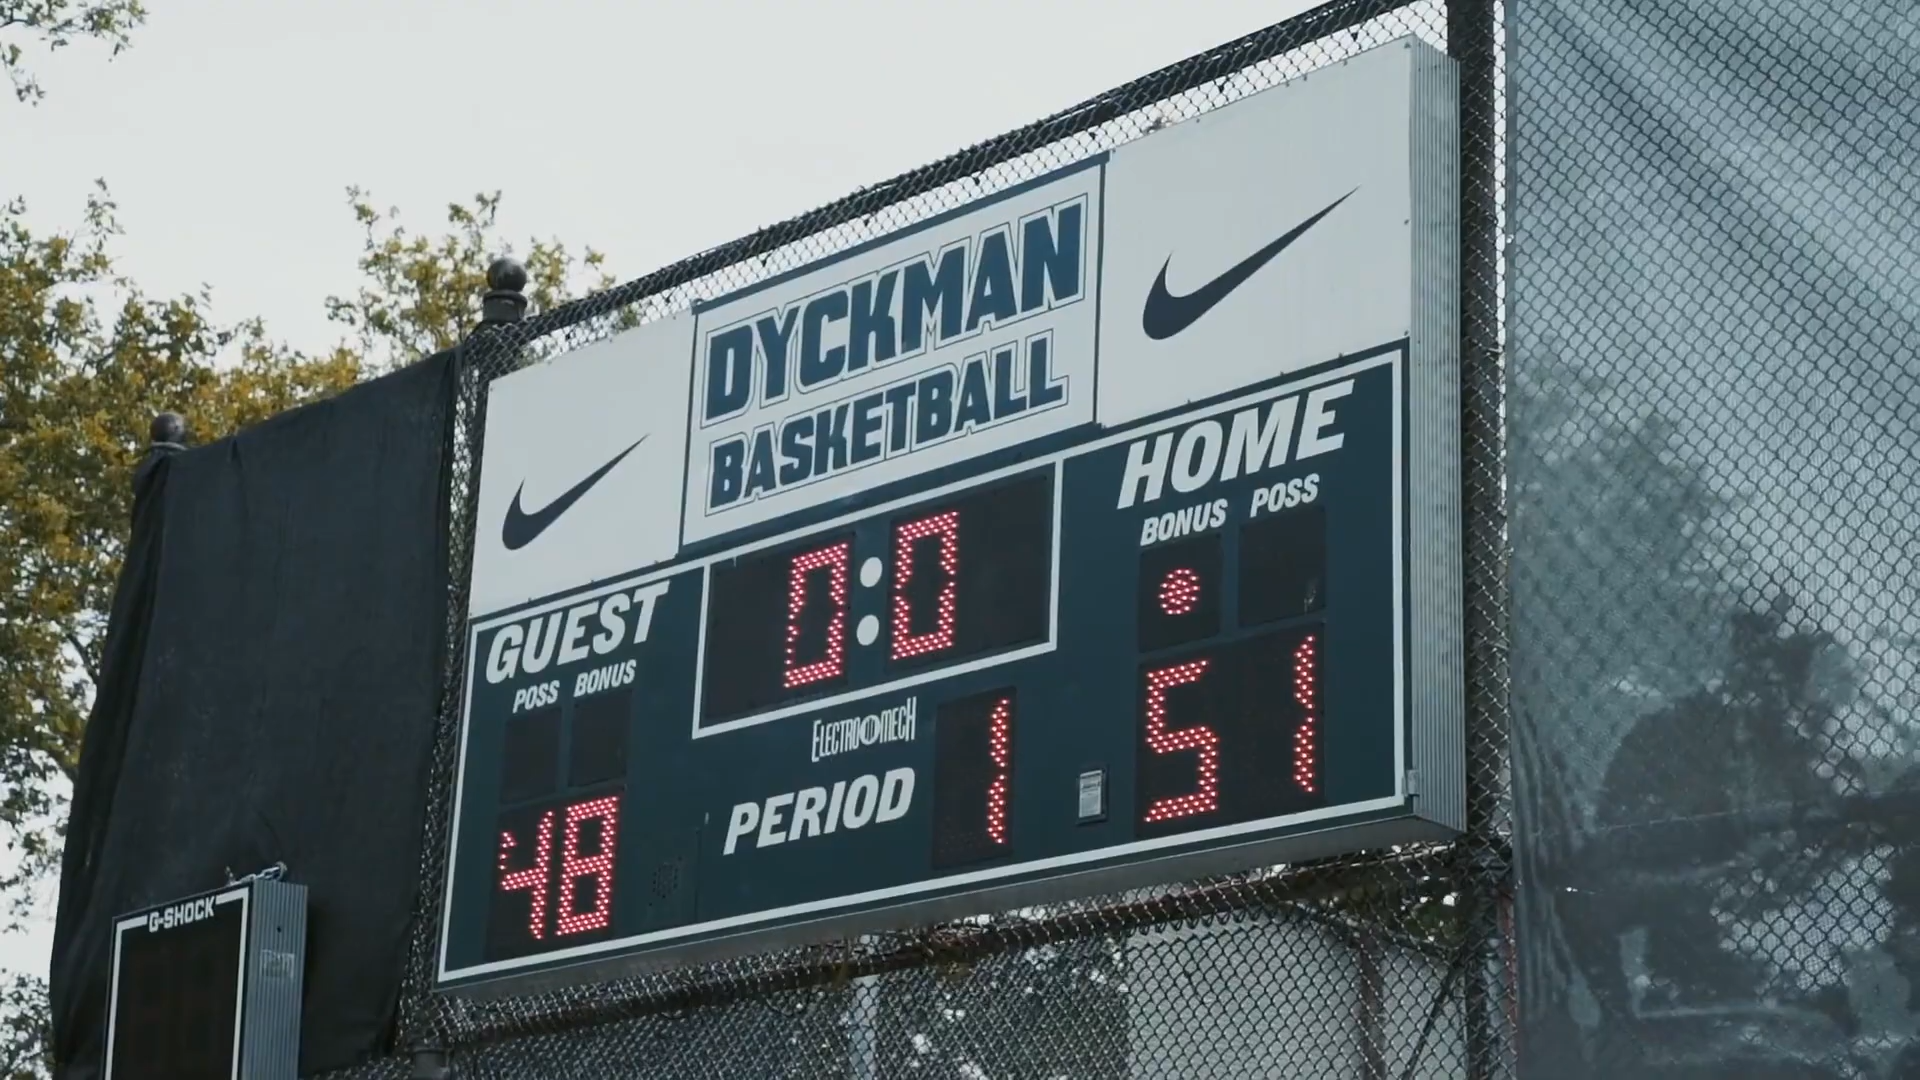 DYCKMAN
BASKETBALL
HOME
BONUS POSS
0:0
GUEST
POSS BONUS
51
ELECTRO-MECH
PERIOD 1
48
G-SHOCK